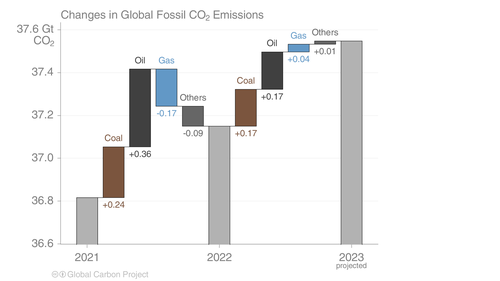 Changes in Global Fossil CO₂ Emissions
37.6 Gt
CO₂
37.4
37.2
37.0
36.8
36.6
Coal
+0.24
Oil
+0.36
Gas
-0.17
Others
-0.09
Coal
+0.17
Oil
+0.17
Gas
+0.04
Others
+0.01
2021
2022
2023
projected
Global Carbon Project